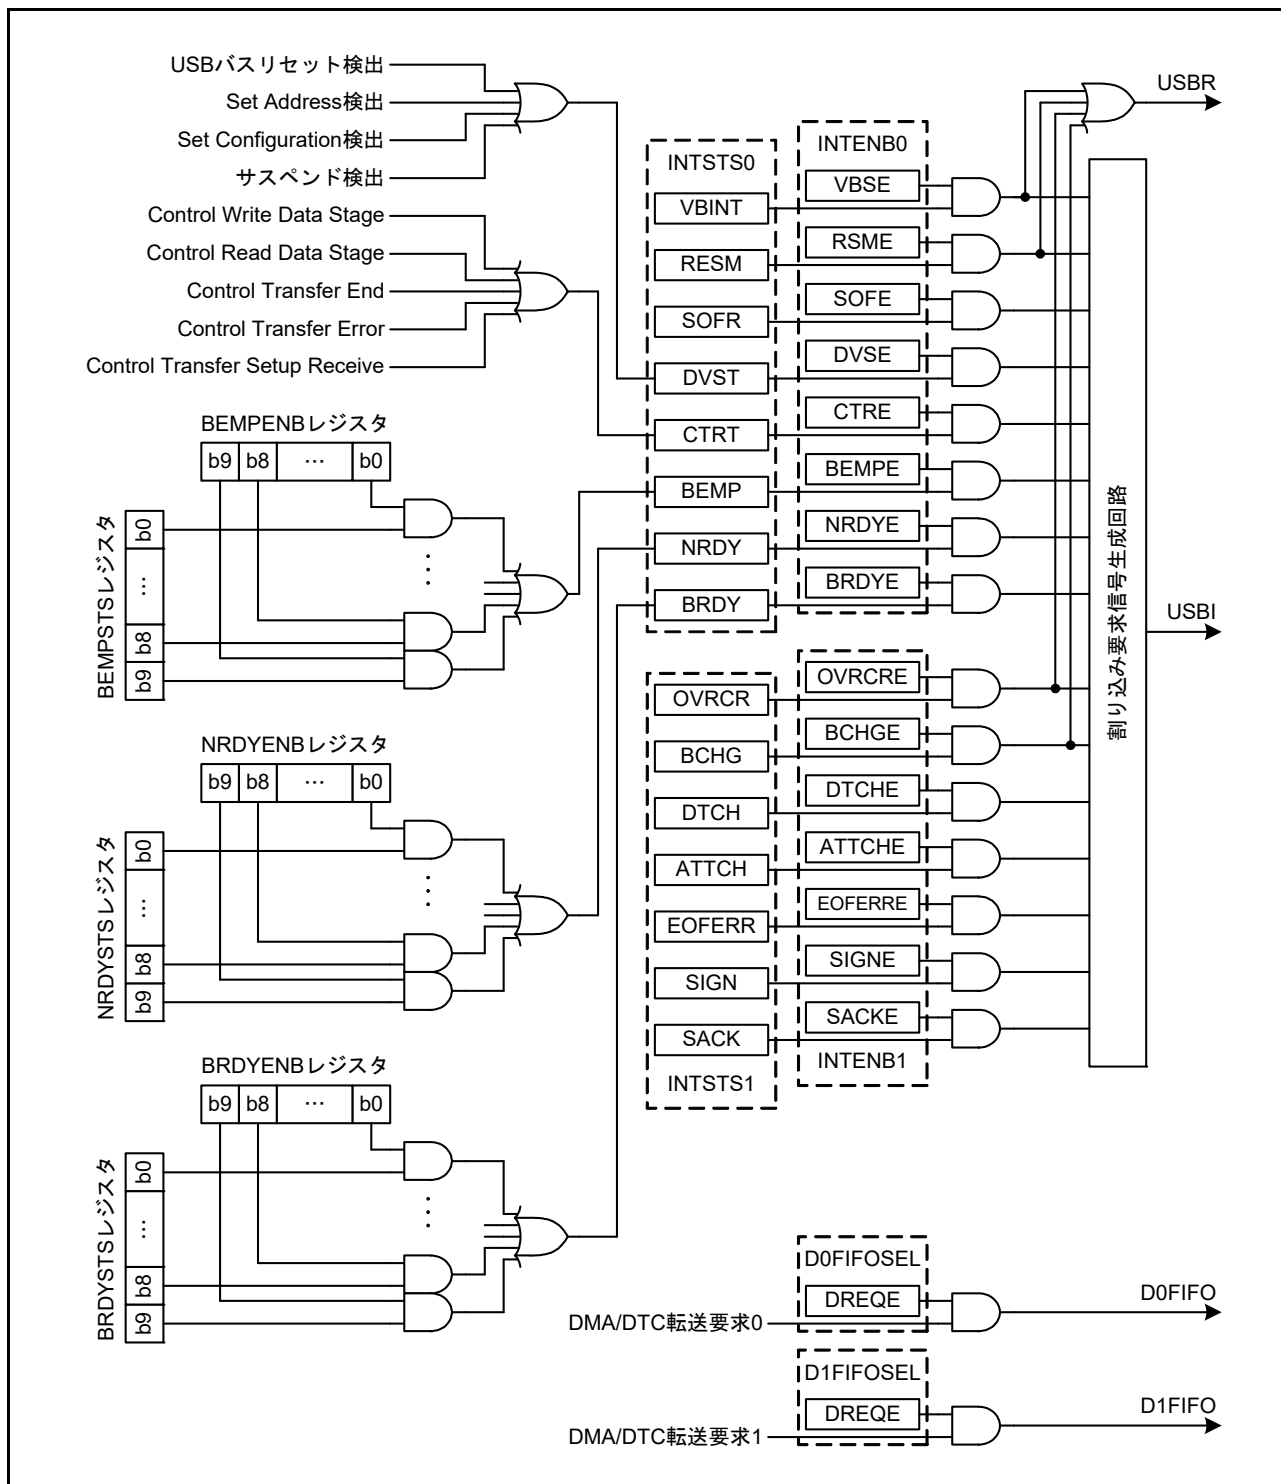 USBバスリセット検出
Set Address検出
Set Configuration検出
サスペンド検出
Control Write Data Stage
Control Read Data Stage
Control Transfer End
Control Transfer Error
Control Transfer Setup Receive
BEMPENBレジスタ
b9 b8 … b0
BEMPSTSレジスタ
b0
…
b8
b9
NRDYENBレジスタ
b9 b8 … b0
NRDYSTSレジスタ
b0
…
b8
b9
BRDYENBレジスタ
b9 b8 … b0
BRDYSTSレジスタ
b0
…
b8
b9
INTSTS0
VBINT
RESM
SOFR
DVST
CTRT
BEMP
NRDY
BRDY
INTENB0
VBSE
RSME
SOFE
DVSE
CTRE
BEMPE
NRDYE
BRDYE
OVRCR
BCHG
DTCH
ATTCH
EOFERR
SIGN
SACK
INTSTS1
OVRCRE
BCHGE
DTCHE
ATTCHE
EOFERRE
SIGNE
SACKE
INTENB1
割り込み要求信号生成回路
USBR
USBI
D0FIFOSEL
DREQE
DMA/DTC転送要求0
D0FIFO
D1FIFOSEL
DREQE
DMA/DTC転送要求1
D1FIFO